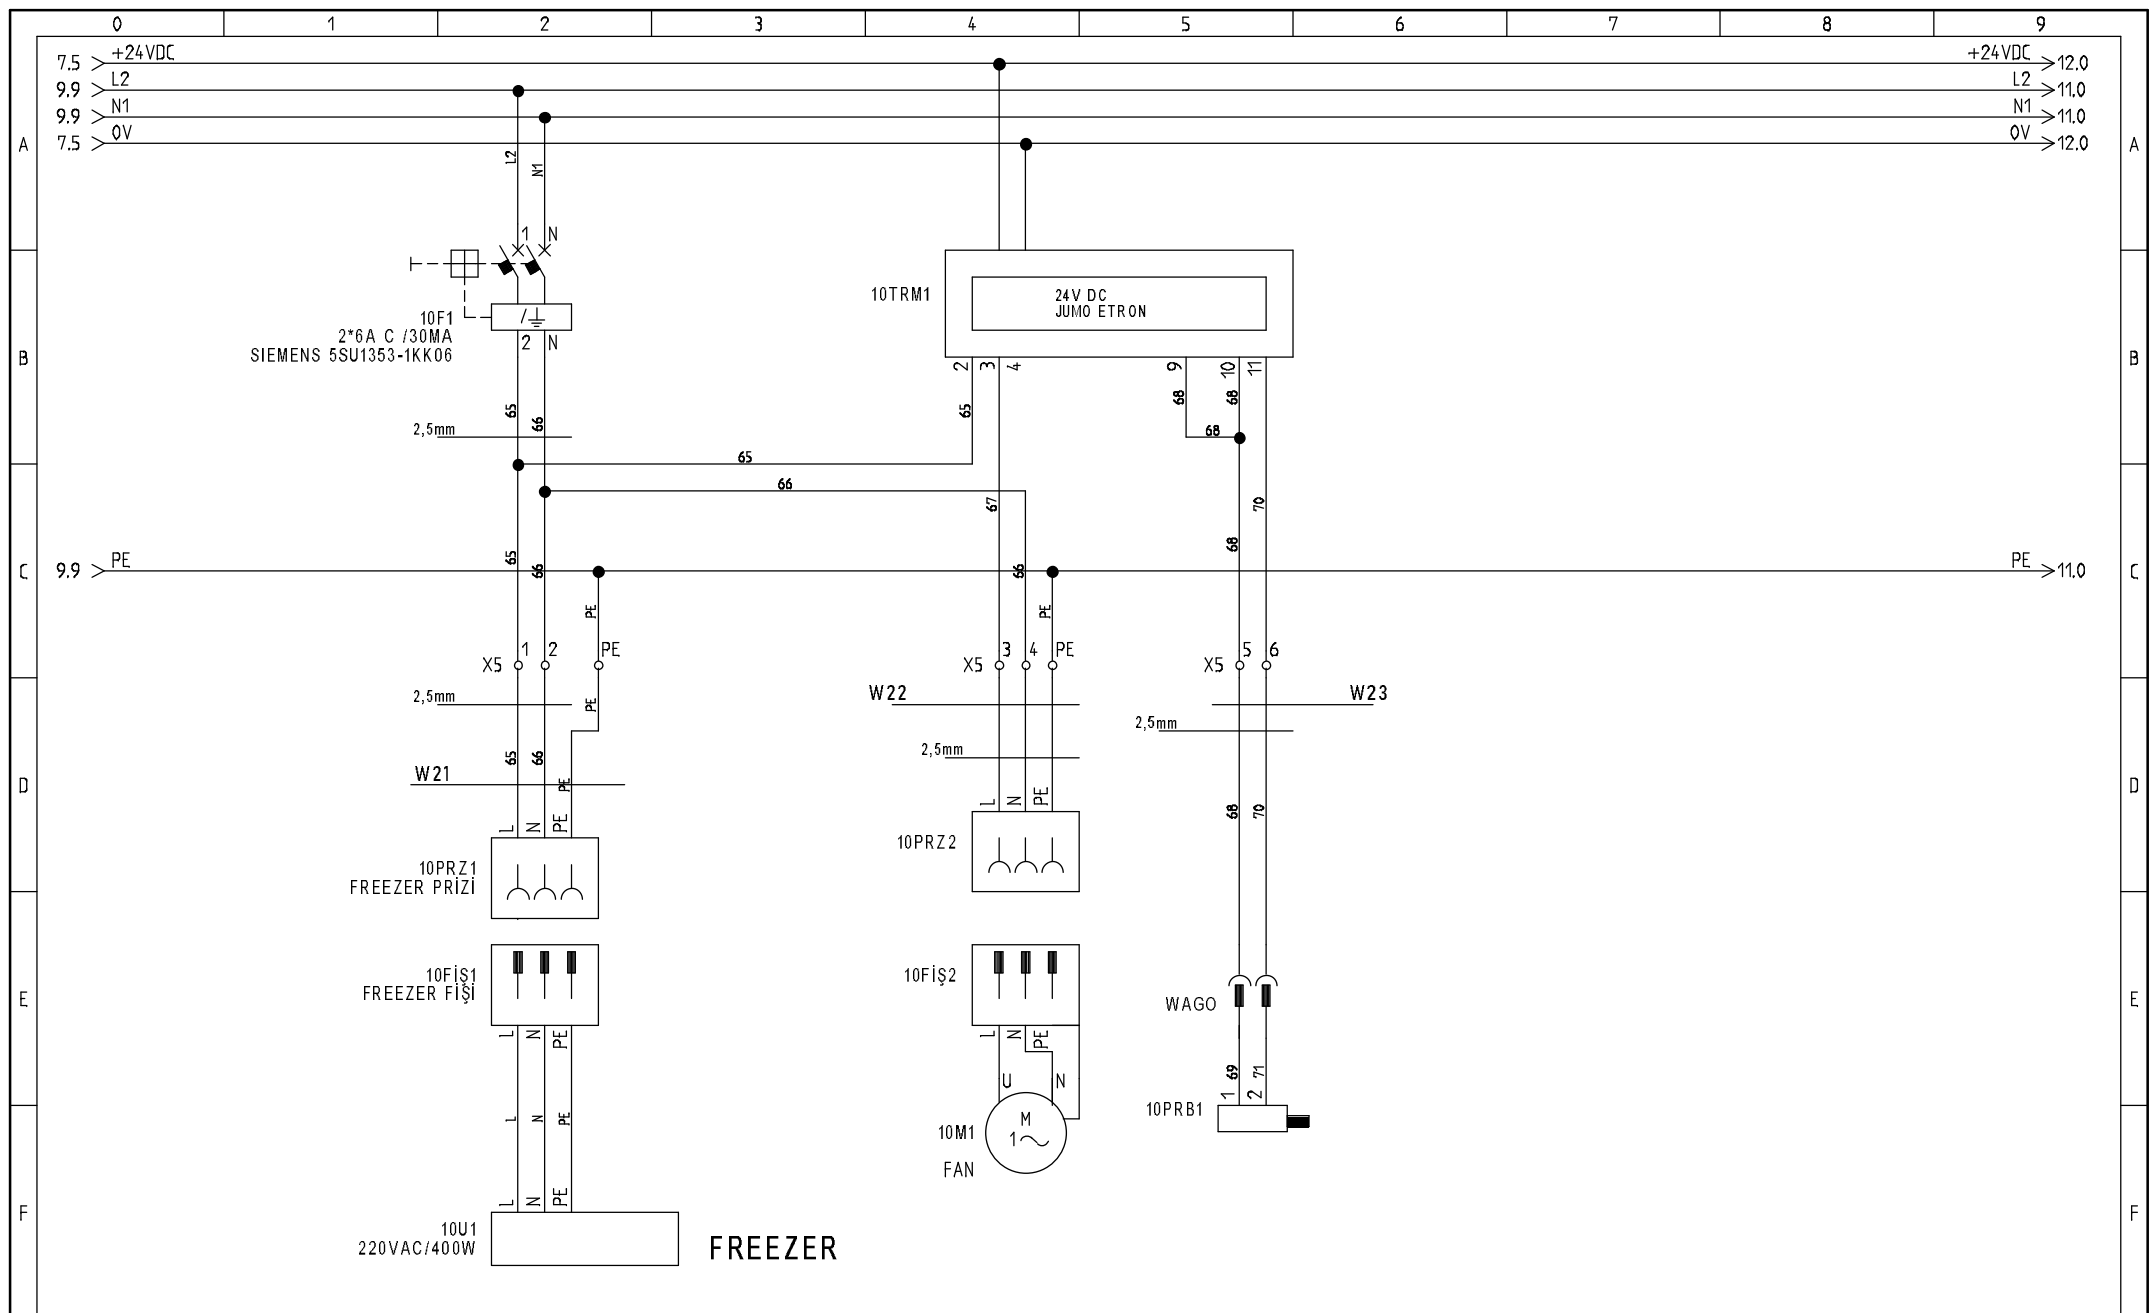 0 1 2 3 4 5 6 7 8 9
7.5 +24VDC +24VDC 12.0
9.9 L2 L2 11.0
9.9 N1 N1 11.0
7.5 0V 0V 12.0
A A
L2 N1
1 N
10TRM1
24V DC
JUMO ETRON
10F1
2*6A C /30MA
SIEMENS 5SU1353-1KK06
2 N
B B
2 3 4 9 10 11
65 66 65 68 68
2,5mm
68
65
66
67 70
68
65 66 66
C 9.9 PE PE 11.0 C
PE PE
X5 1 2 PE
X5 3 4 PE
X5 5 6
2,5mm
PE
W22
W23
2,5mm
2,5mm
65 66 PE
W21
D D
68 70
L N PE
L N PE
10PRZ1
FREEZER PRİZİ
10PRZ2
10FİŞ1
FREEZER FİŞİ
10FİŞ2
WAGO
E E
L N PE
L N PE
U N
69 71
1 2
10PRB1
L N PE
10M1
M
1
FAN
L N PE
F F
10U1
220VAC/400W
FREEZER